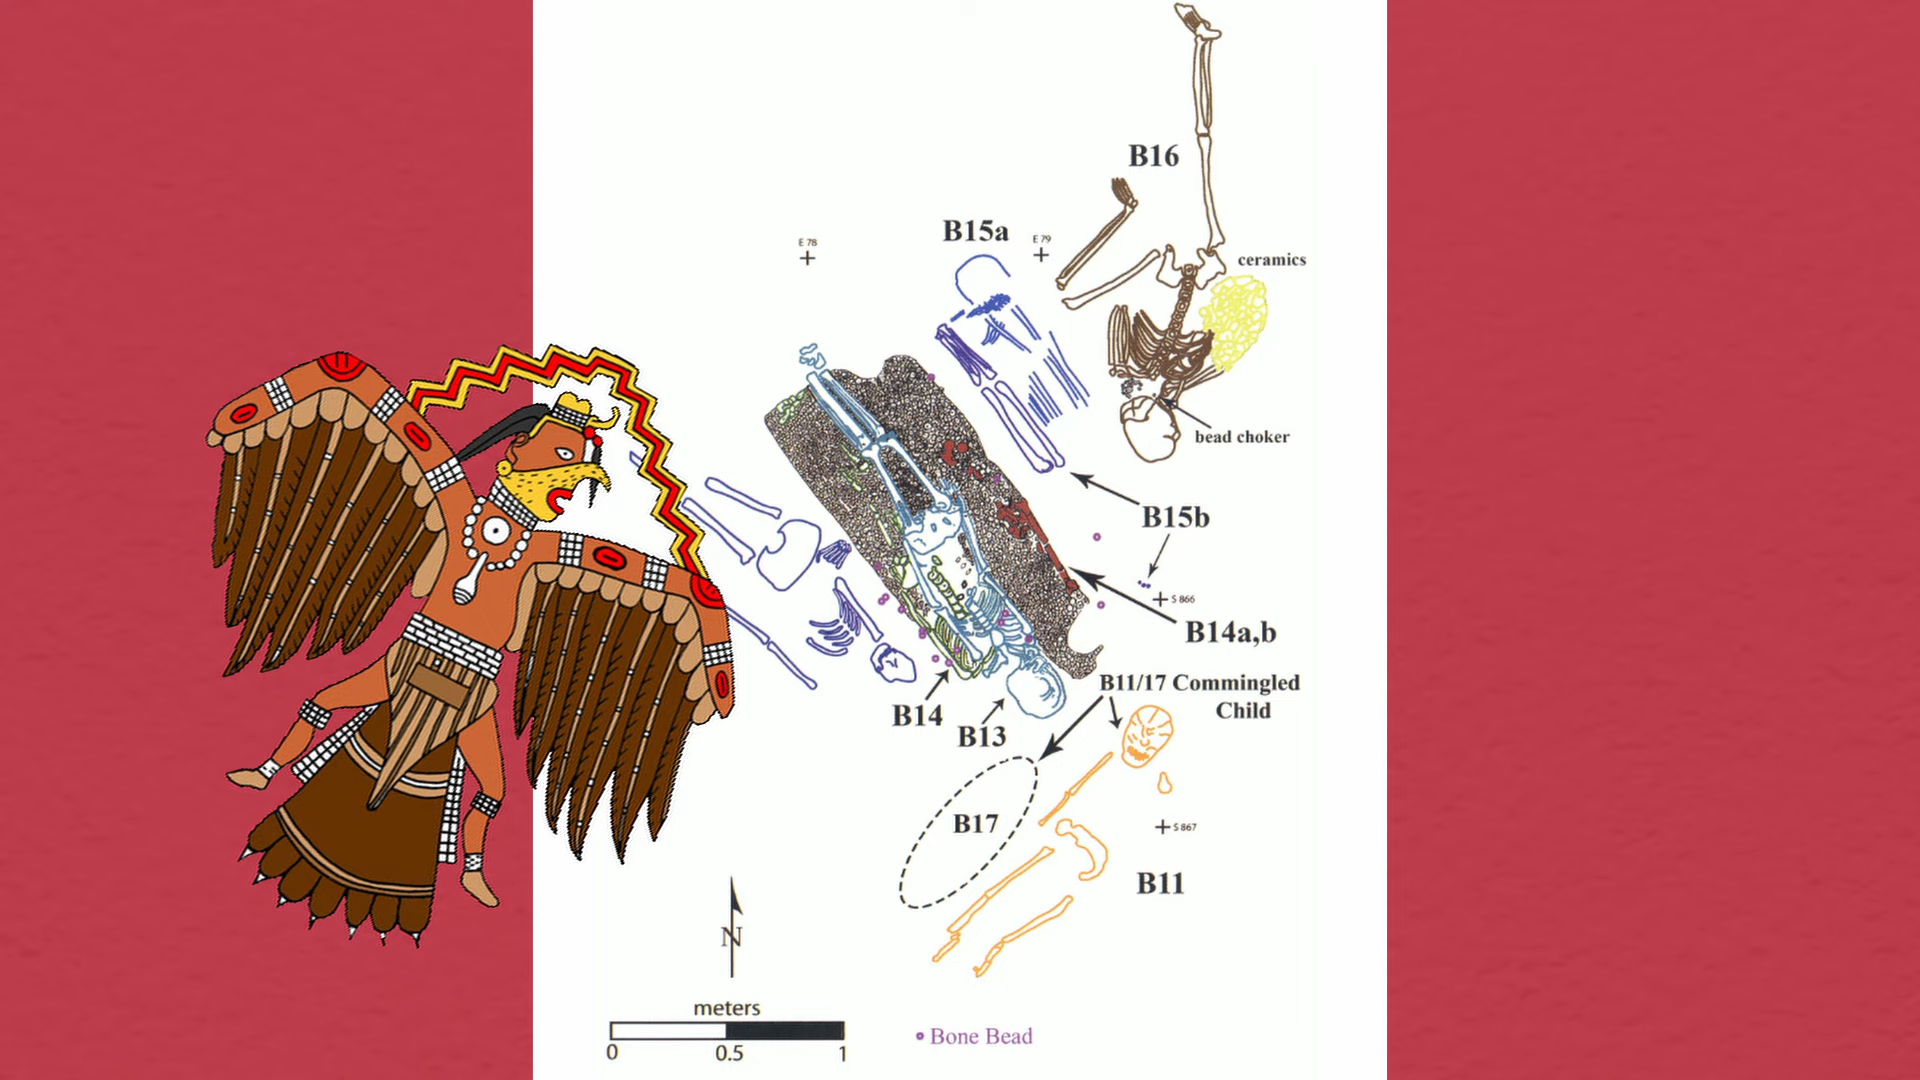 B16
B15a
E 78
E 79
ceramics
bead choker
B15b
S 866
B14a,b
B11/17 Commingled
Child
B14
B13
B17
S 867
B11
N
meters
0 0.5 1
Bone Bead